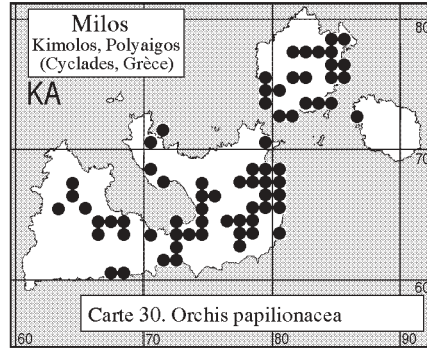 Milos
Kimolos, Polyaigos
(Cyclades, Grèce)
KA
80
70
60
Carte 30. Orchis papilionacea
60 70 80 90